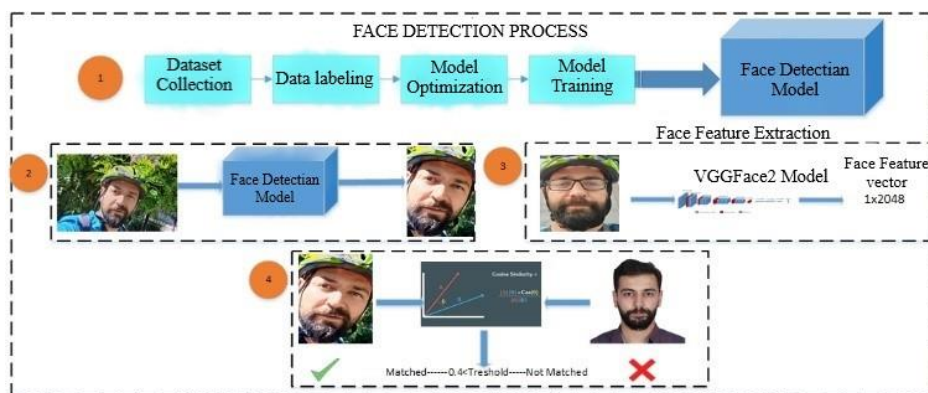 FACE DETECTION PROCESS
1
Dataset
Collection
Data labeling
Model
Optimization
Model
Training
Face Detectian
Model
2
Face Detectian
Model
3
Face Feature Extraction
VGGFace2 Model
Face Feature
vector
1x2048
4
Cosine Similarity =
Matched------0.4<Treshold-----Not Matched